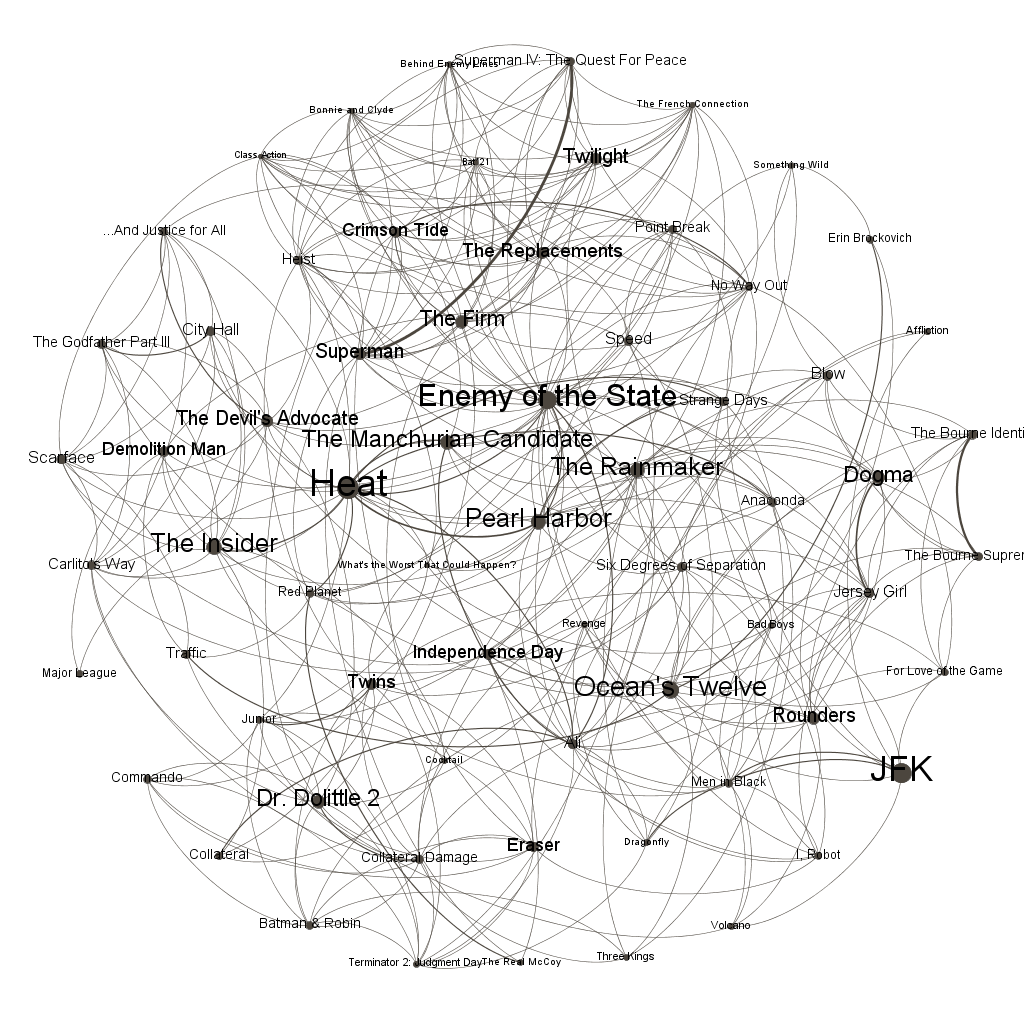 Behind Enemy Lines
Superman IV: The Quest For Peace
Bonnie and Clyde
The French Connection
Class Action
Bat*21
Twilight
Something Wild
...And Justice for All
Crimson Tide
Point Break
Erin Brockovich
Heist
The Replacements
No Way Out
The Firm
City Hall
The Godfather Part III
Superman
Speed
Affliction
Blow
Enemy of the State
Strange Days
The Devil's Advocate
The Manchurian Candidate
The Bourne Identi
Demolition Man
Scarface
The Rainmaker
Dogma
Heat
Anaconda
Pearl Harbor
The Insider
The Bourne Suprem
Carlito's Way
What's the Worst That Could Happen?
Six Degrees of Separation
Red Planet
Jersey Girl
Revenge
Bad Boys
Traffic
Independence Day
Major League
For Love of the Game
Twins
Ocean's Twelve
Junior
Rounders
Ali
Cocktail
JFK
Commando
Men in Black
Dr. Dolittle 2
Dragonfly
Collateral
Collateral Damage
Eraser
I, Robot
Batman & Robin
Volcano
Terminator 2: Judgment Day
The Real McCoy
Three Kings